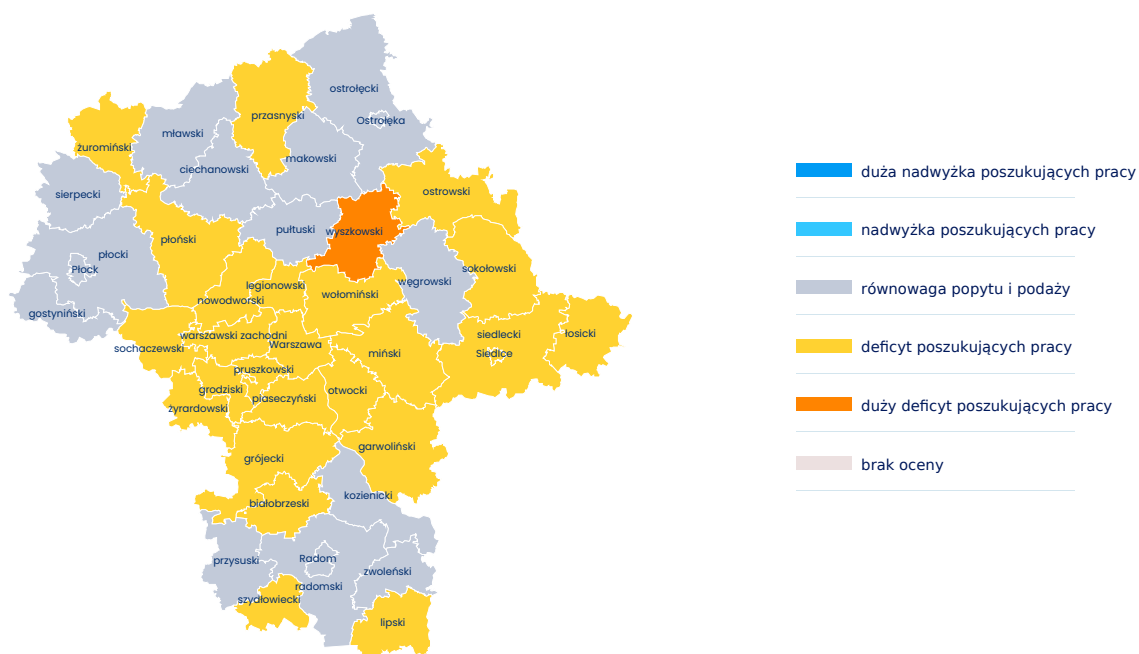 ostrołęcki
przasnyski
Ostrołęka
mławski
żuromiński
makowski
ciechanowski
sierpecki
ostrowski
pułtuski
wyszkowski
płoński
płocki
Płock
sokołowski
węgrowski
legionowski
wołomiński
nowodworski
gostyniński
warszawski zachodni
siedlecki
łosicki
Warszawa
sochaczewski
miński
Siedlce
pruszkowski
grodziski
otwocki
piaseczyński
żyrardowski
garwoliński
grójecki
kozienicki
białobrzeski
przysuski
Radom
zwoleński
radomski
szydłowiecki
lipski
duża nadwyżka poszukujących pracy
nadwyżka poszukujących pracy
równowaga popytu i podaży
deficyt poszukujących pracy
duży deficyt poszukujących pracy
brak oceny